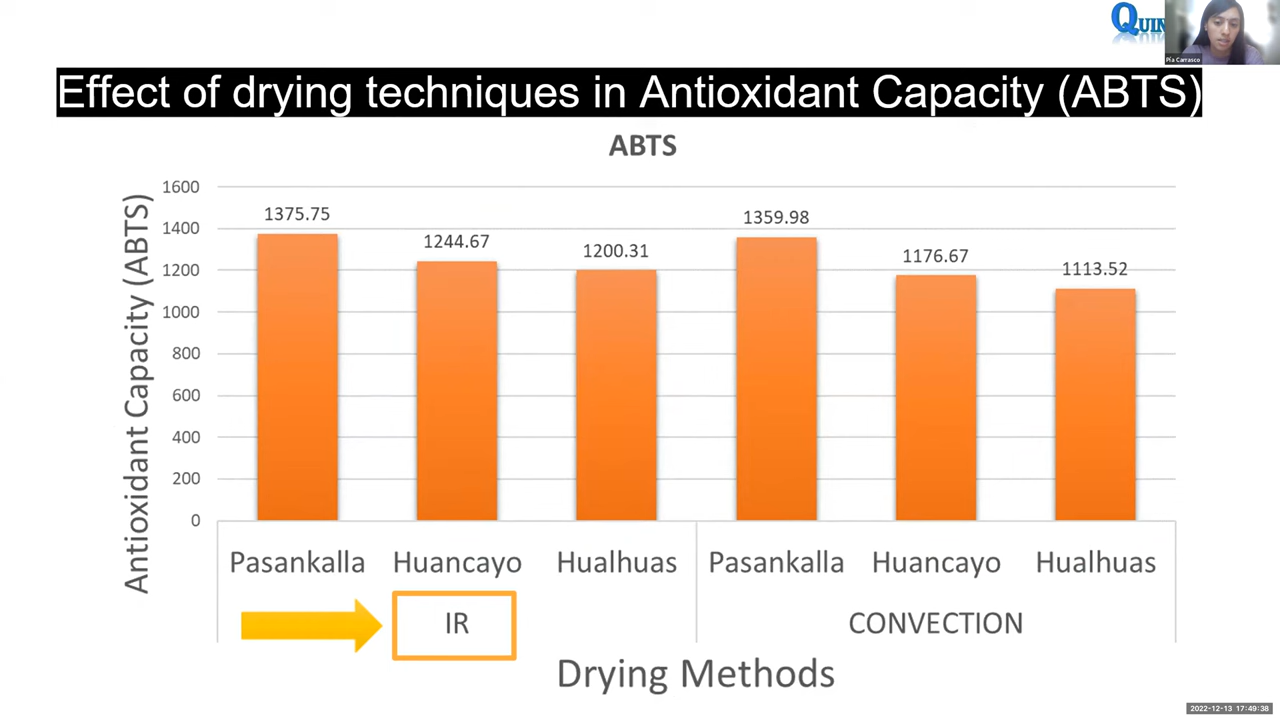 Pía Carrasco
Effect of drying techniques in Antioxidant Capacity (ABTS)
ABTS
Antioxidant Capacity (ABTS)
1600
1400
1200
1000
800
600
400
200
0
1375.75
1244.67
1200.31
1359.98
1176.67
1113.52
Pasankalla Huancayo Hualhuas Pasankalla Huancayo Hualhuas
IR CONVECTION
Drying Methods
2022-12-13 17:49:38